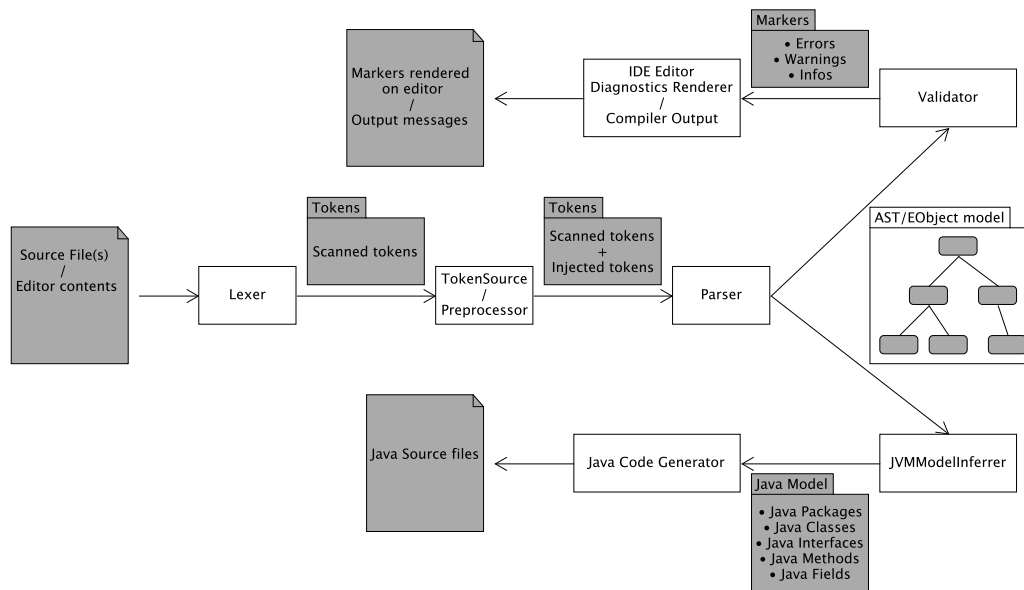 Markers
• Errors
• Warnings
• Infos
Markers rendered
on editor
/
Output messages
IDE Editor
Diagnostics Renderer
/
Compiler Output
Validator
Tokens
Scanned tokens
Tokens
Scanned tokens
+
Injected tokens
AST/EObject model
Source File(s)
/
Editor contents
Lexer
TokenSource
/
Preprocessor
Parser
Java Source files
Java Code Generator
JVMModelInferrer
Java Model
• Java Packages
• Java Classes
• Java Interfaces
• Java Methods
• Java Fields